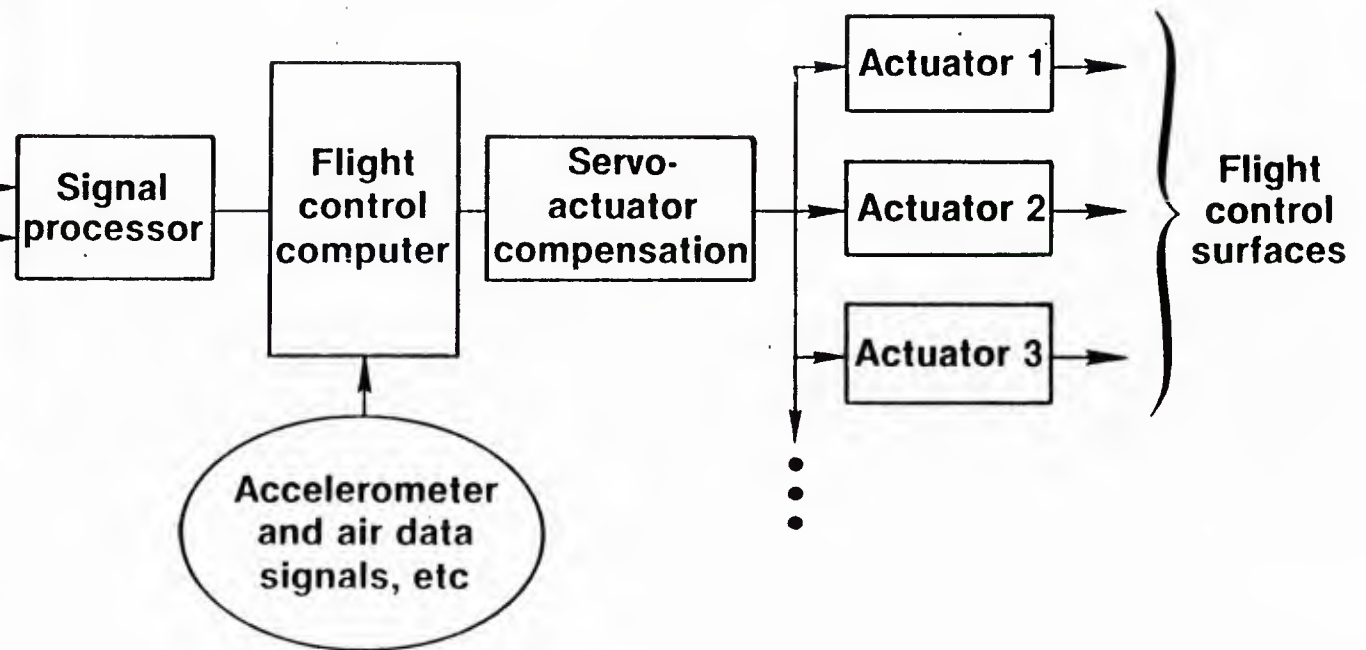 Signal
processor
Flight
control
computer
Servo-
actuator
compensation
Actuator 1
Actuator 2
Actuator 3
Flight
control
surfaces
Accelerometer
and air data
signals, etc